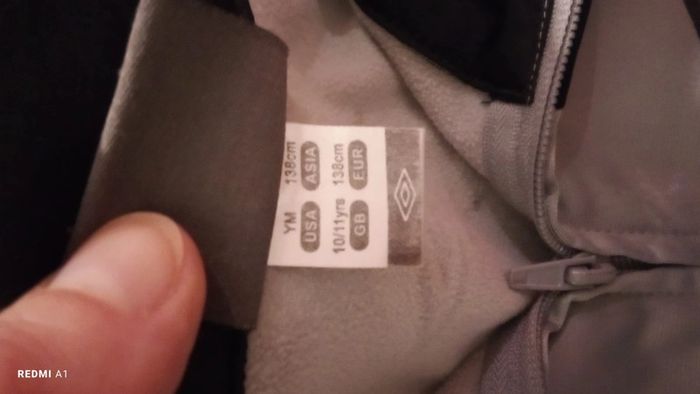 EUR
138cm
GB
10/11yrs
ASIA
138cm
USA
YM
REDMI A1